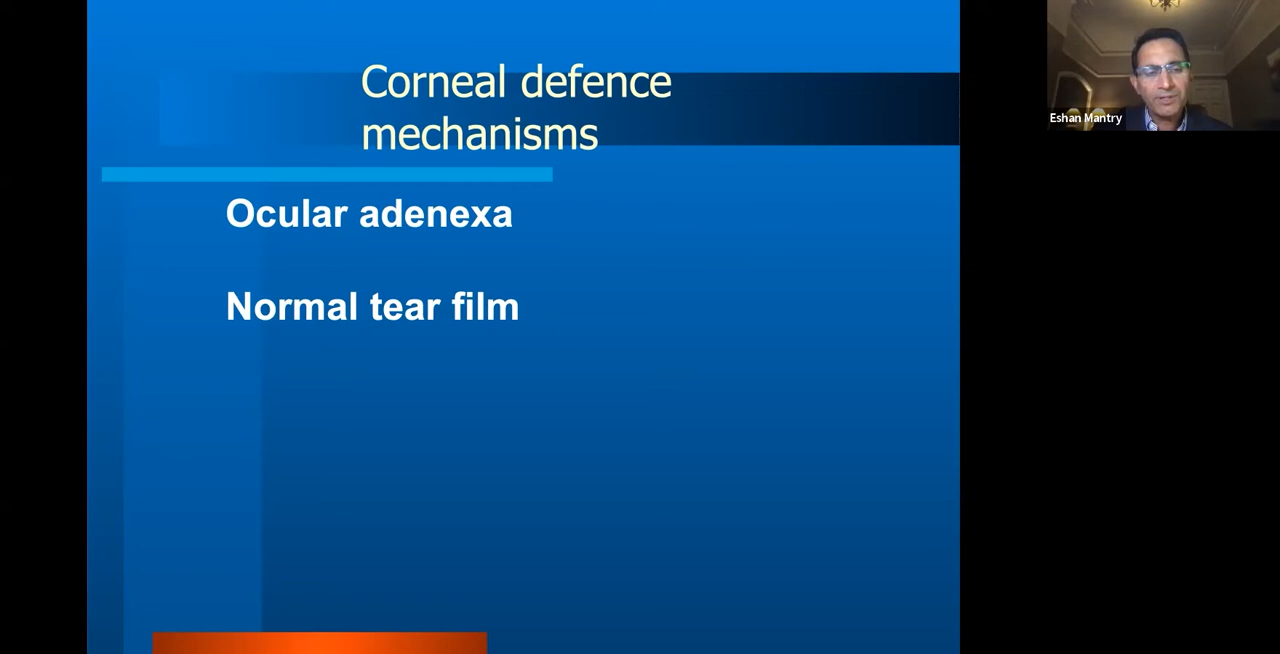 Corneal defence
mechanisms
Ocular adenexa
Normal tear film
Eshan Mantry